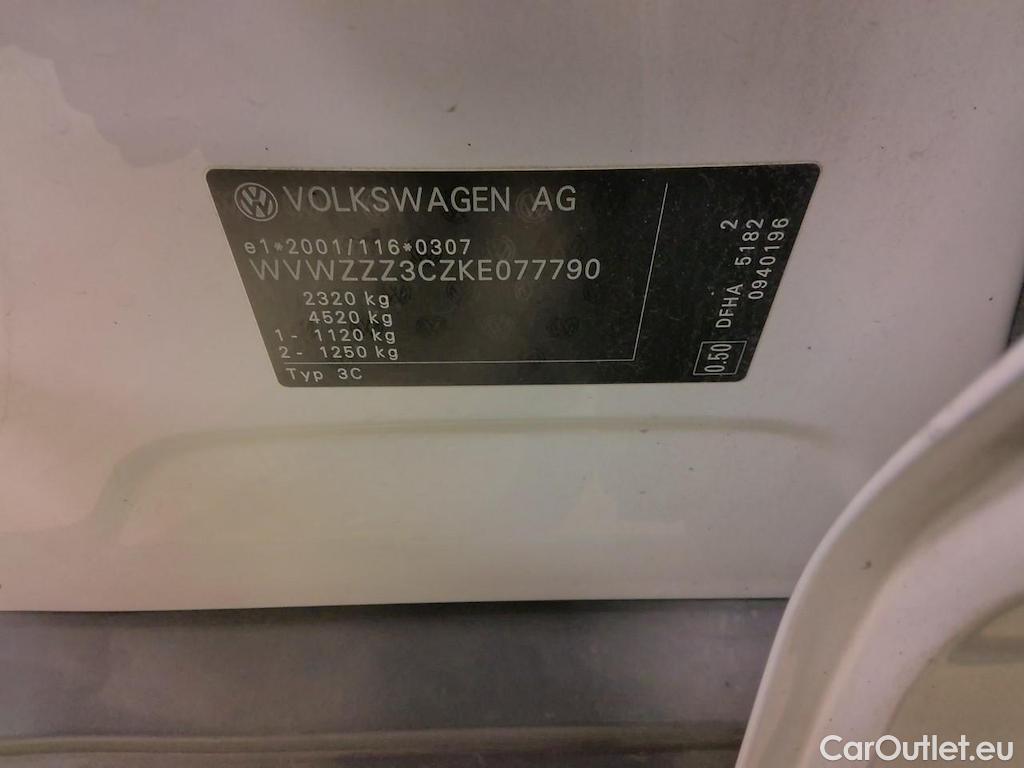 VOLKSWAGEN AG
e1*2001/116*0307
WVWZZZ3CZKE077790
2320 kg
4520 kg
1- 1120 kg
2- 1250 kg
Typ 3C
0.50 DFHA 5182 2
0940196
CarOutlet.eu